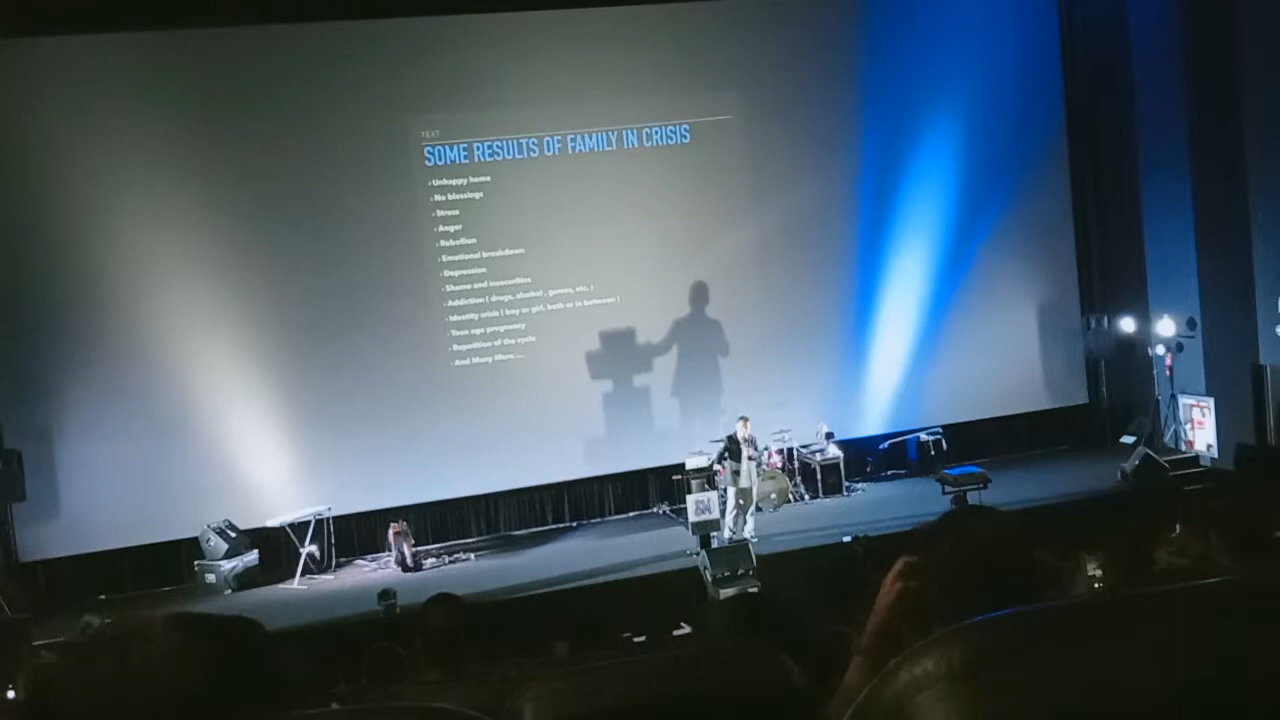 TEXT
SOME RESULTS OF FAMILY IN CRISIS
› Unhappy home
› No blessings
› Stress
› Anger
› Rebellion
› Emotional breakdown
› Depression
› Shame and insecurities
› Addiction ( drugs, alcohol , games, etc. )
› Identity crisis ( boy or girl, both or in between )
› Teen age pregnancy
› Repetition of the cycle
› And Many More.....